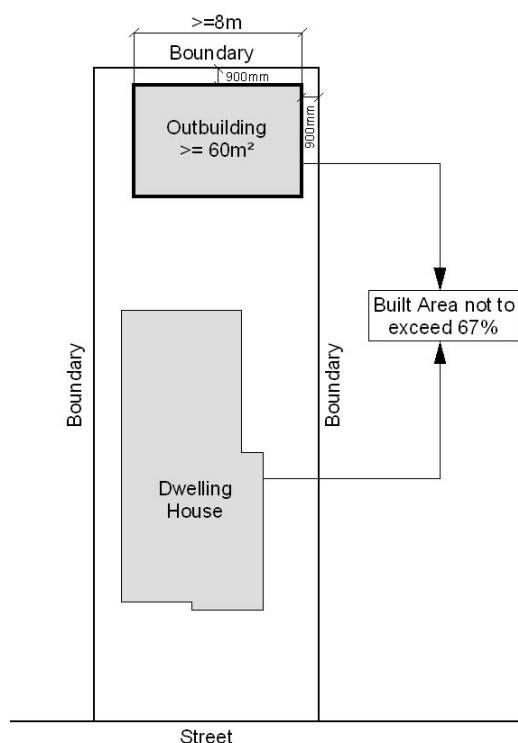 >=8m
Boundary
900mm
900mm
Outbuilding
>= 60m²
Built Area not to
exceed 67%
Boundary
Boundary
Dwelling
House
Street